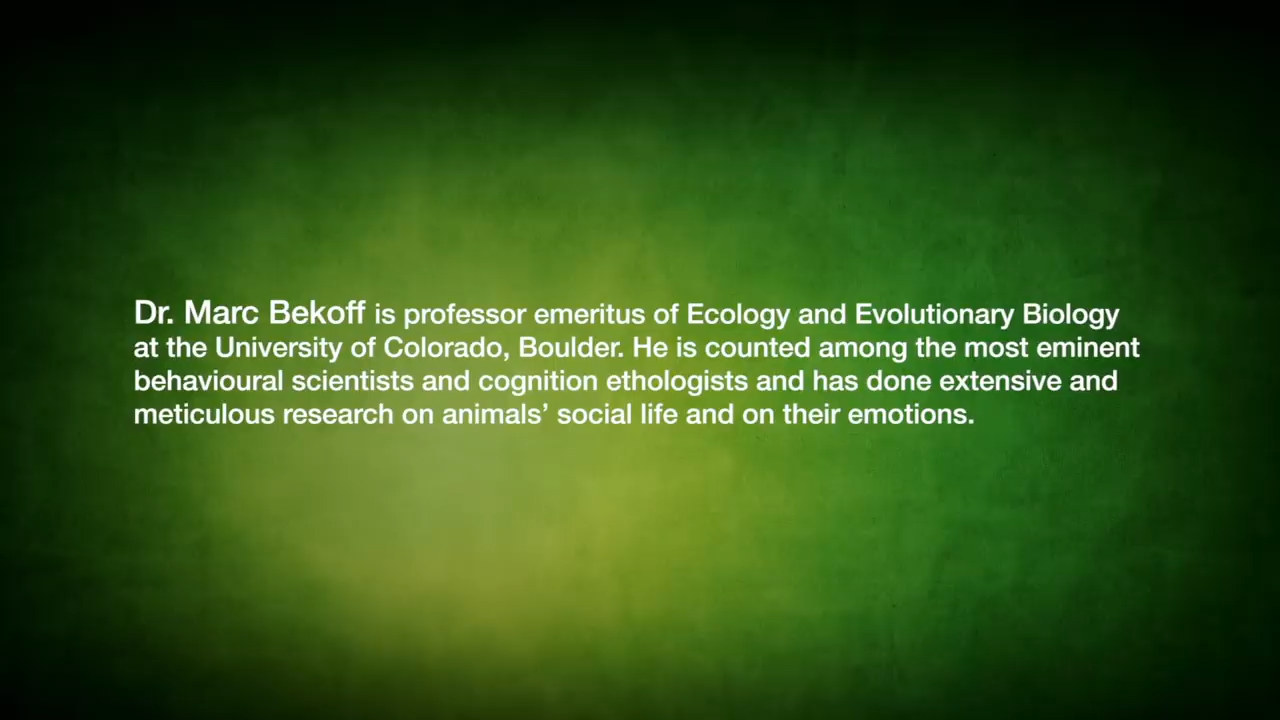 Dr. Marc Bekoff is professor emeritus of Ecology and Evolutionary Biology
at the University of Colorado, Boulder. He is counted among the most eminent
behavioural scientists and cognition ethologists and has done extensive and
meticulous research on animals’ social life and on their emotions.